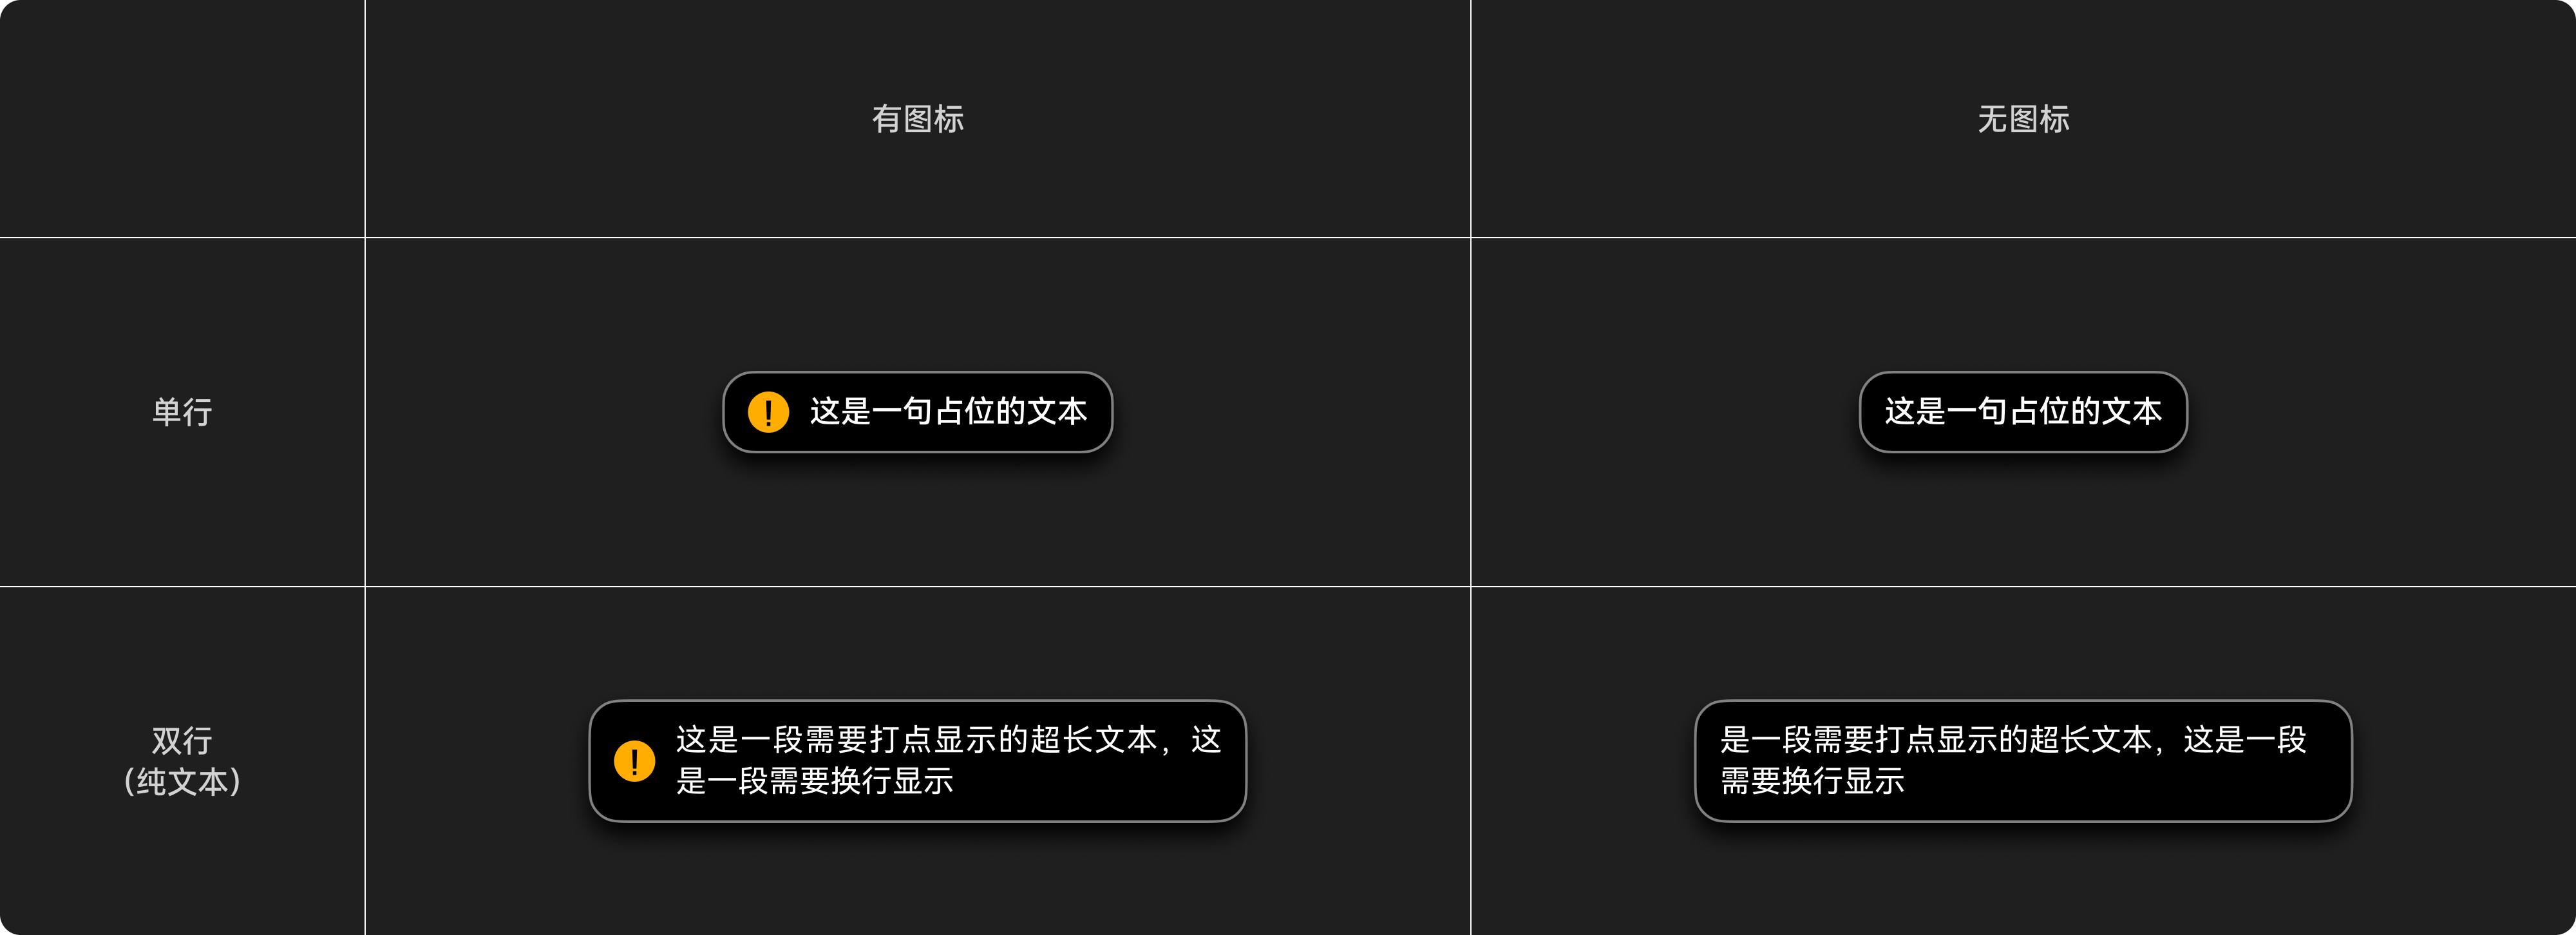 有图标
无图标
单行
这是一句占位的文本
这是一句占位的文本
双行
(纯文本)
这是一段需要打点显示的超长文本，这
是一段需要换行显示
是一段需要打点显示的超长文本，这是一段
需要换行显示